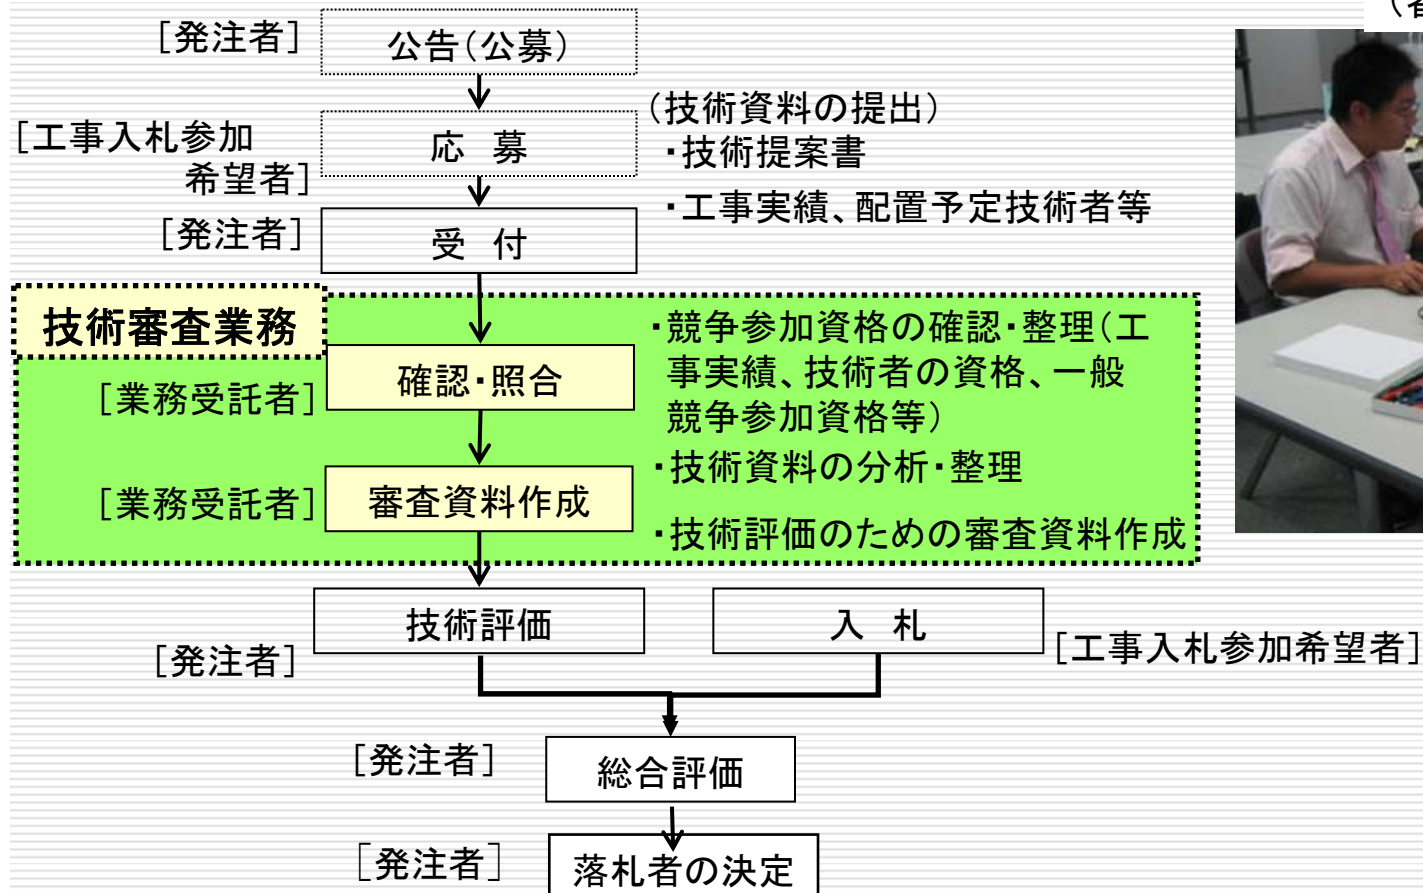 [発注者]
公告(公募)
[工事入札参加
希望者]
応 募
(技術資料の提出)
・技術提案書
・工事実績、配置予定技術者等
[発注者]
受 付
技術審査業務
[業務受託者]
確認・照合
・競争参加資格の確認・整理(工
事実績、技術者の資格、一般
競争参加資格等)
・技術資料の分析・整理
[業務受託者]
審査資料作成
・技術評価のための審査資料作成
[発注者]
技術評価
入 札
[工事入札参加希望者]
[発注者]
総合評価
[発注者]
落札者の決定